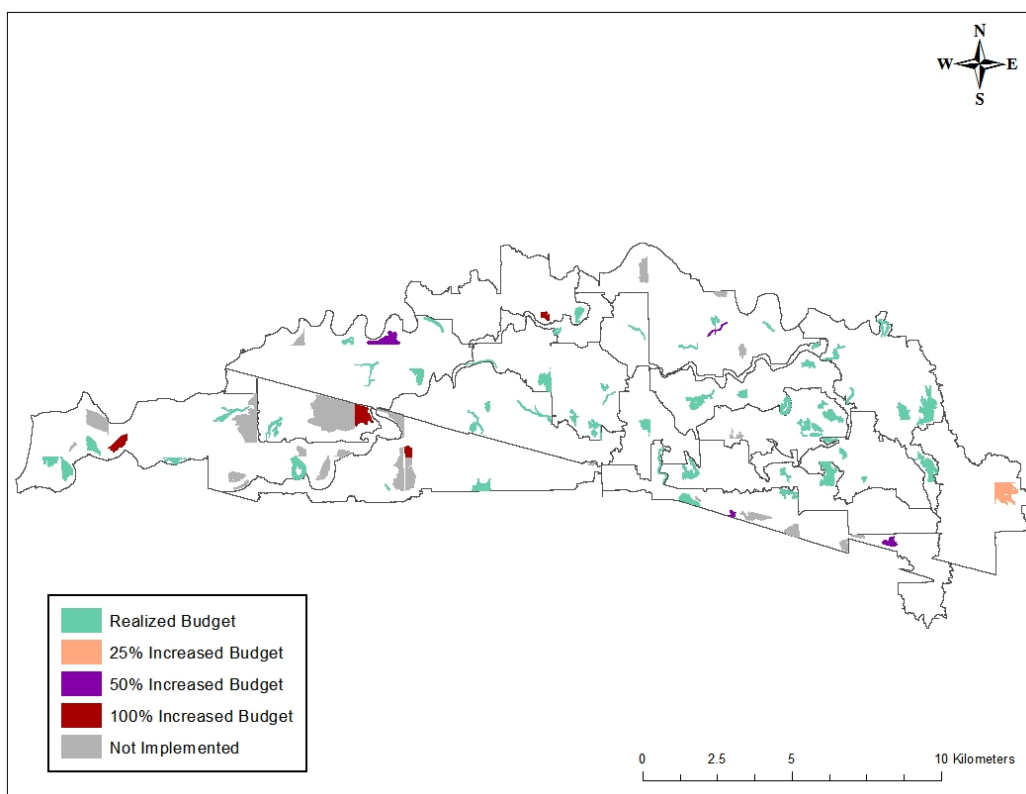 N
W E
S
Realized Budget
25% Increased Budget
50% Increased Budget
100% Increased Budget
Not Implemented
0 2.5 5 10 Kilometers